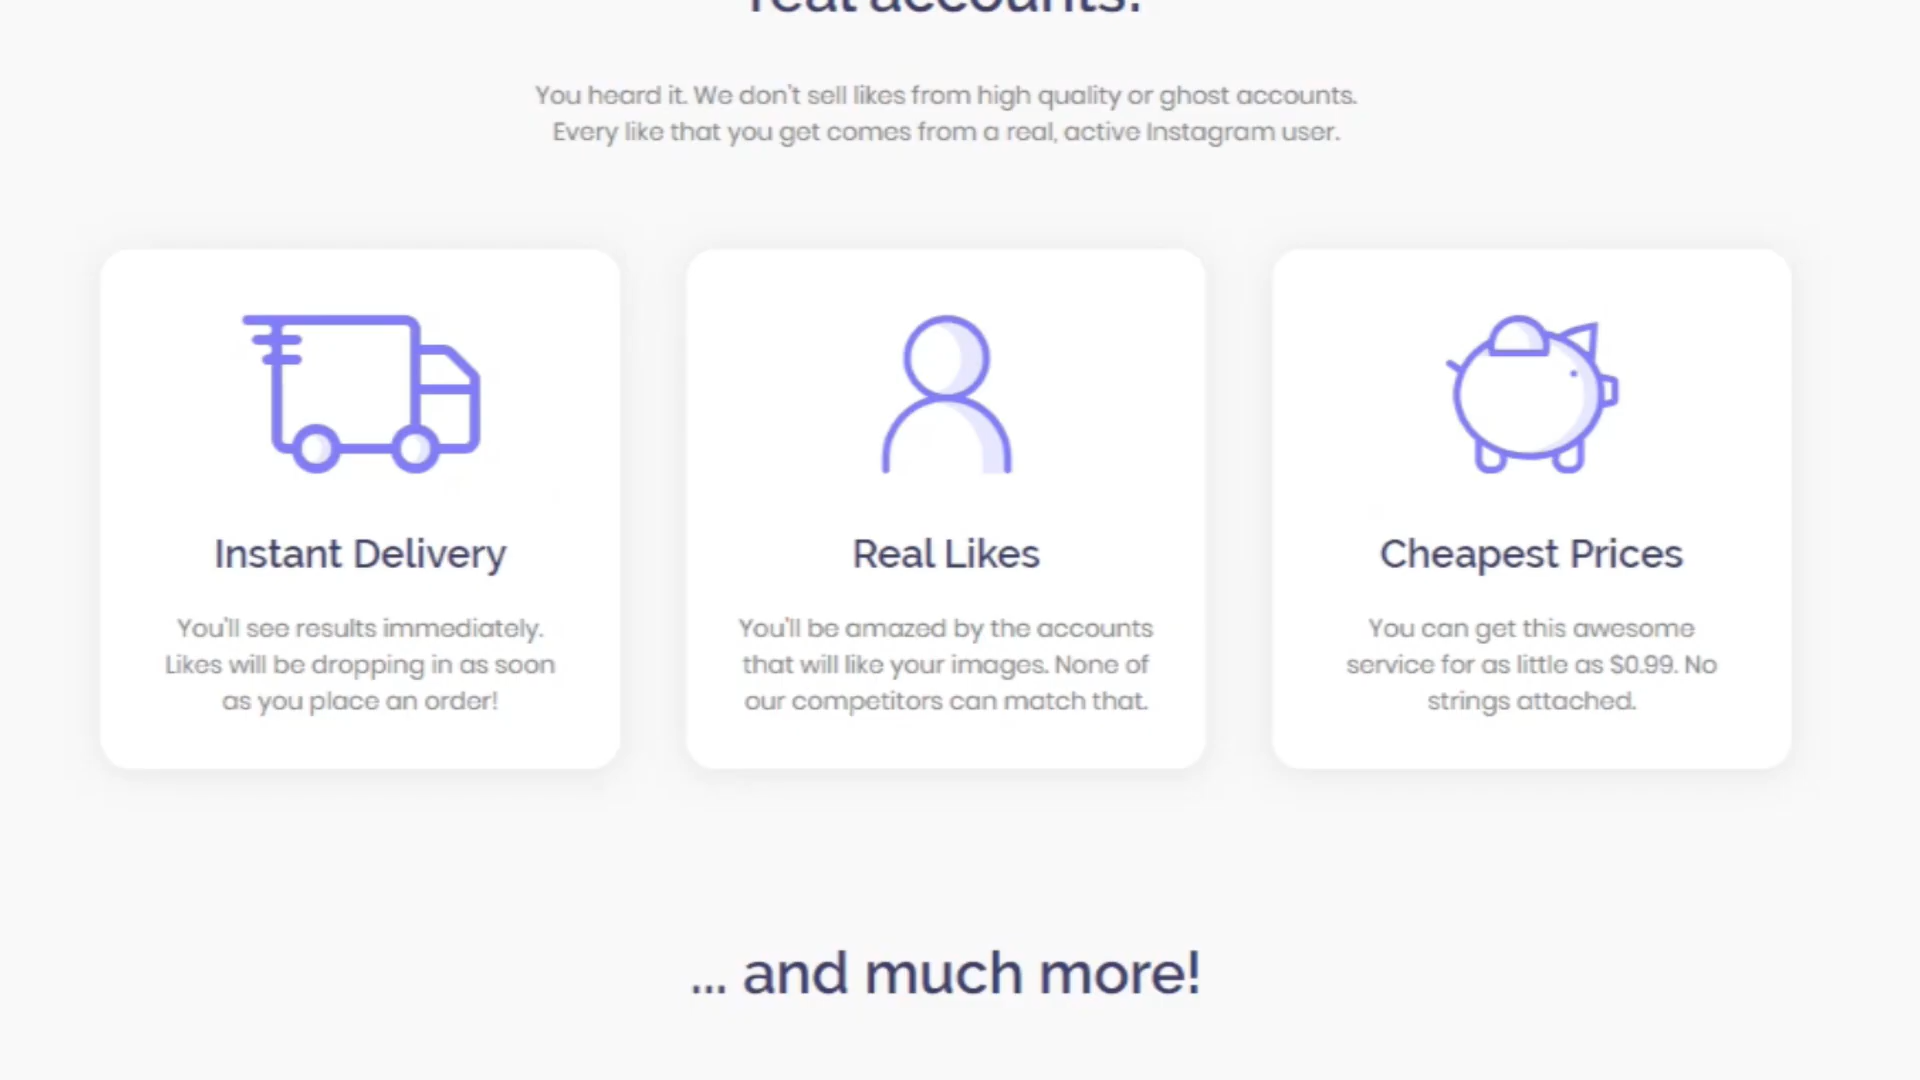 real accounts.
You heard it. We don't sell likes from high quality or ghost accounts.
Every like that you get comes from a real, active Instagram user.
Instant Delivery
You'll see results immediately.
Likes will be dropping in as soon
as you place an order!
Real Likes
You'll be amazed by the accounts
that will like your images. None of
our competitors can match that.
Cheapest Prices
You can get this awesome
service for as little as $0.99. No
strings attached.
... and much more!